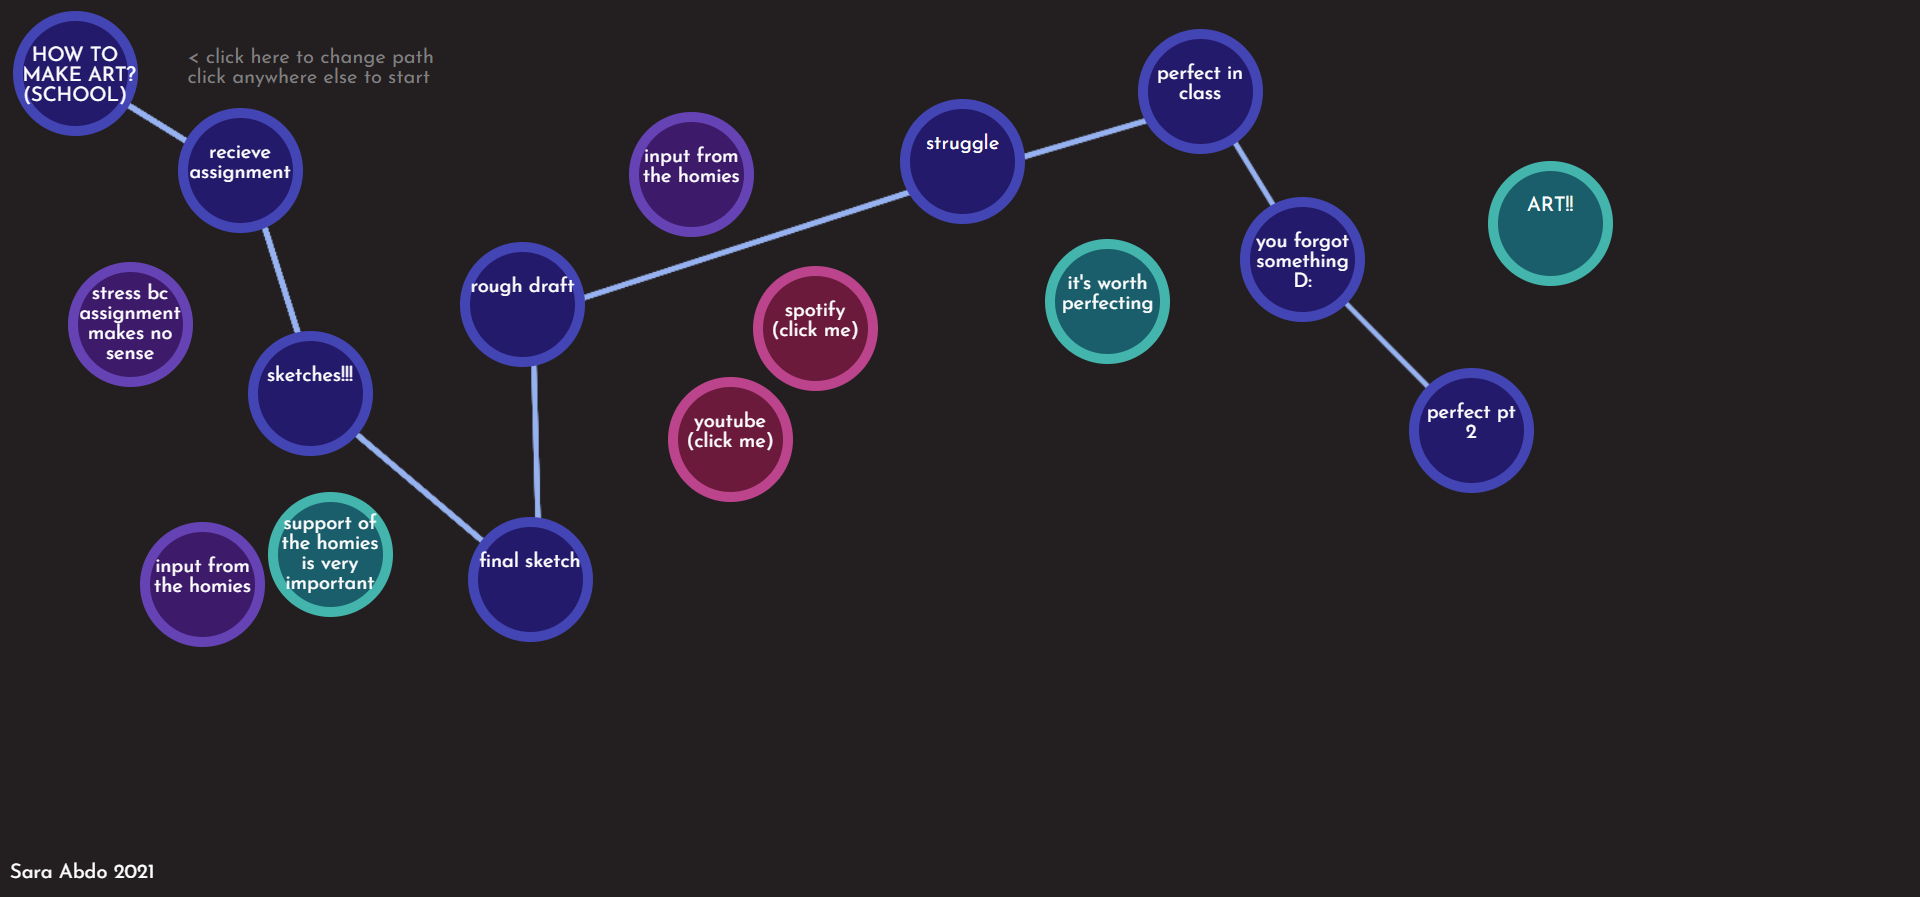 HOW TO
MAKE ART?
(SCHOOL)
< click here to change path
click anywhere else to start
recieve
assignment
stress bc
assignment
makes no
sense
sketches!!!
input from
the homies
support of
the homies
is very
important
final sketch
rough draft
input from
the homies
spotify
(click me)
youtube
(click me)
struggle
it's worth
perfecting
perfect in
class
you forgot
something
D:
perfect pt
2
ART!!
Sara Abdo 2021